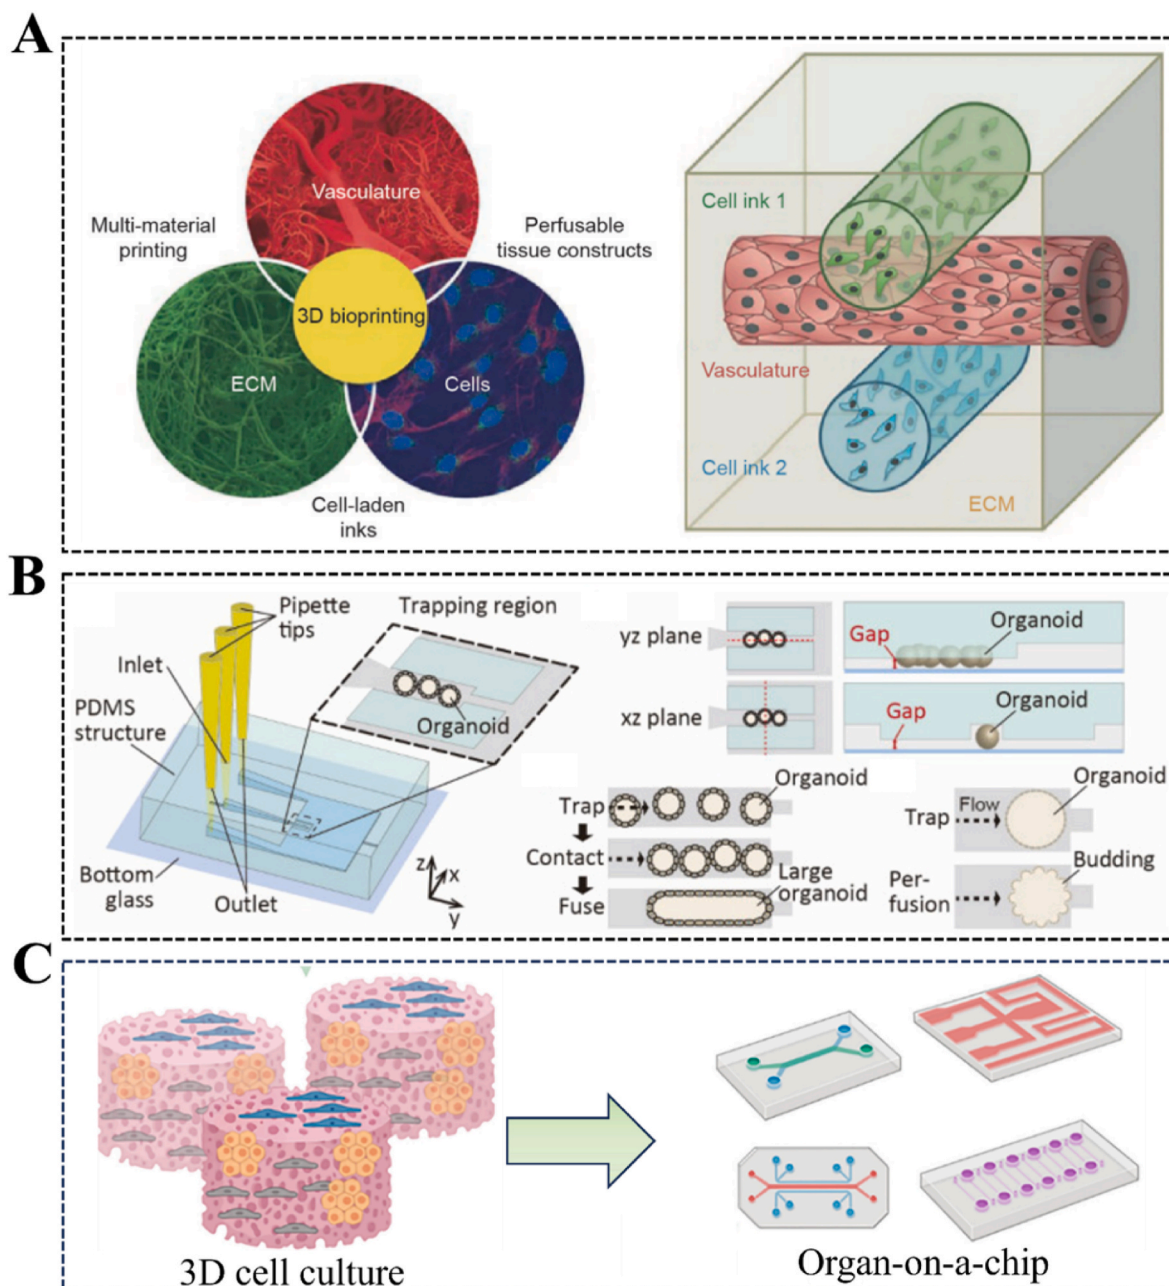 A
Vasculature
Multi-material
printing
Perfusable
tissue constructs
3D bioprinting
ECM
Cells
Cell-laden
inks
Cell ink 1
Vasculature
Cell ink 2
ECM
B
Pipette
tips
Trapping region
Inlet
PDMS
structure
Organoid
Bottom
glass
Outlet
z
x
y
yz plane
Gap
Organoid
xz plane
Gap
Organoid
Trap
Organoid
Contact
Fuse
Large
organoid
Trap
Flow
Organoid
Per-
fusion
Budding
C
3D cell culture
Organ-on-a-chip